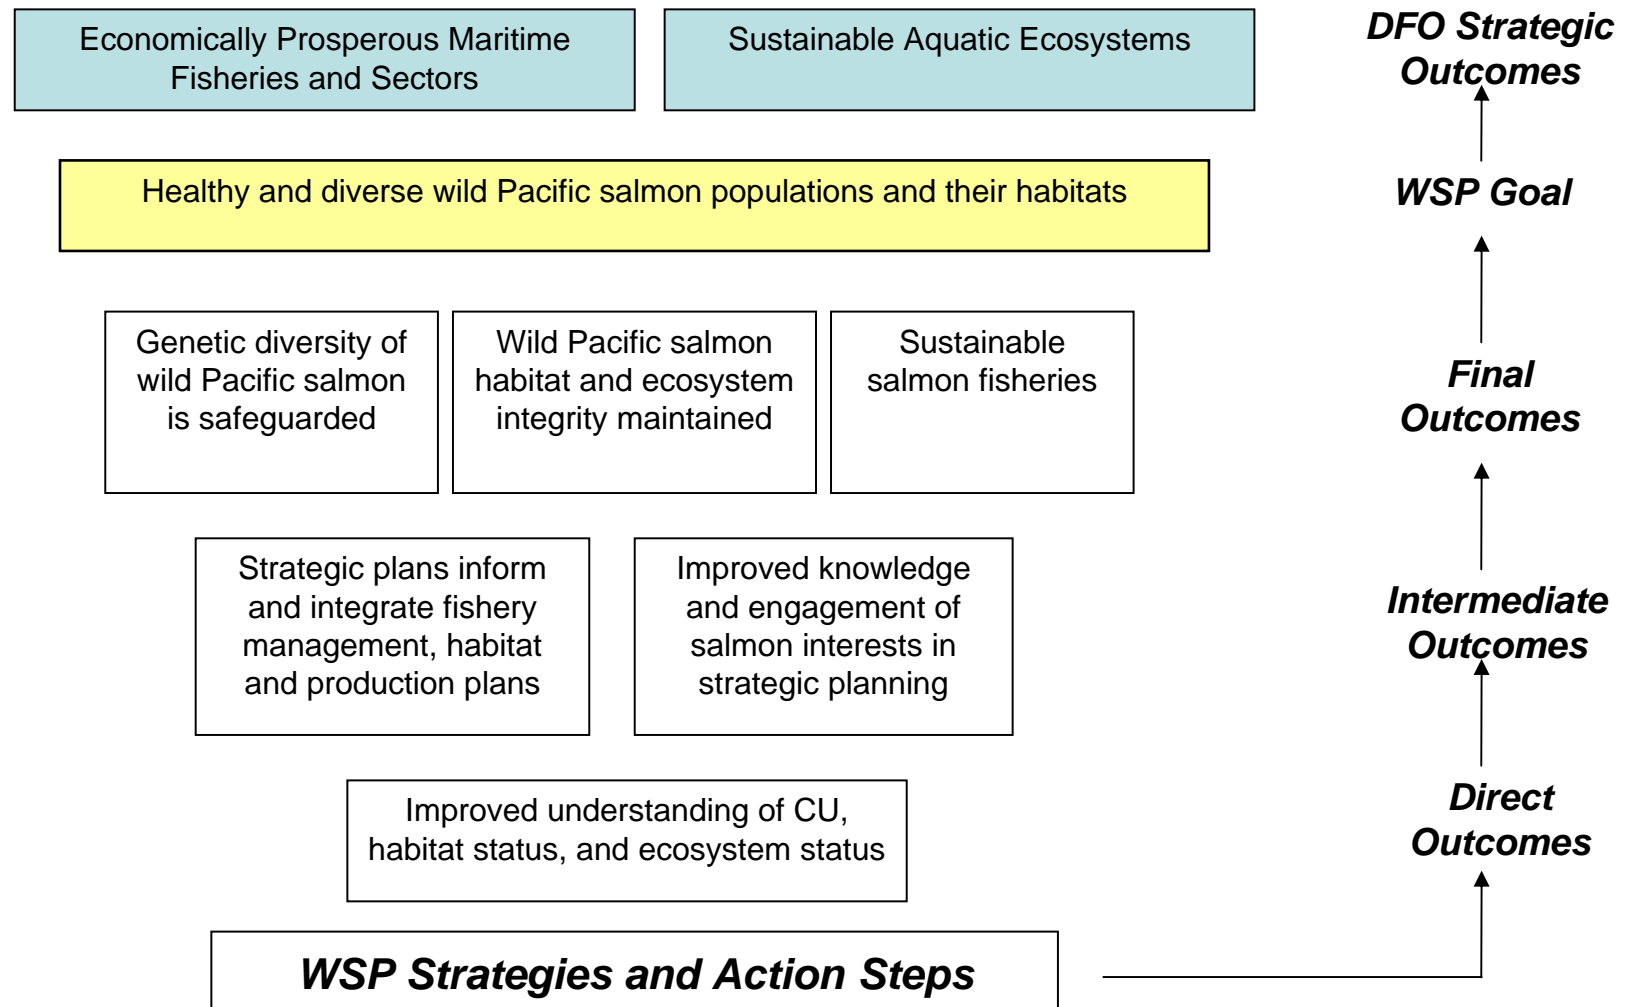 Economically Prosperous Maritime
Fisheries and Sectors
Sustainable Aquatic Ecosystems
DFO Strategic
Outcomes
Healthy and diverse wild Pacific salmon populations and their habitats
WSP Goal
Genetic diversity of
wild Pacific salmon
is safeguarded
Wild Pacific salmon
habitat and ecosystem
integrity maintained
Sustainable
salmon fisheries
Final
Outcomes
Strategic plans inform
and integrate fishery
management, habitat
and production plans
Improved knowledge
and engagement of
salmon interests in
strategic planning
Intermediate
Outcomes
Improved understanding of CU,
habitat status, and ecosystem status
Direct
Outcomes
WSP Strategies and Action Steps